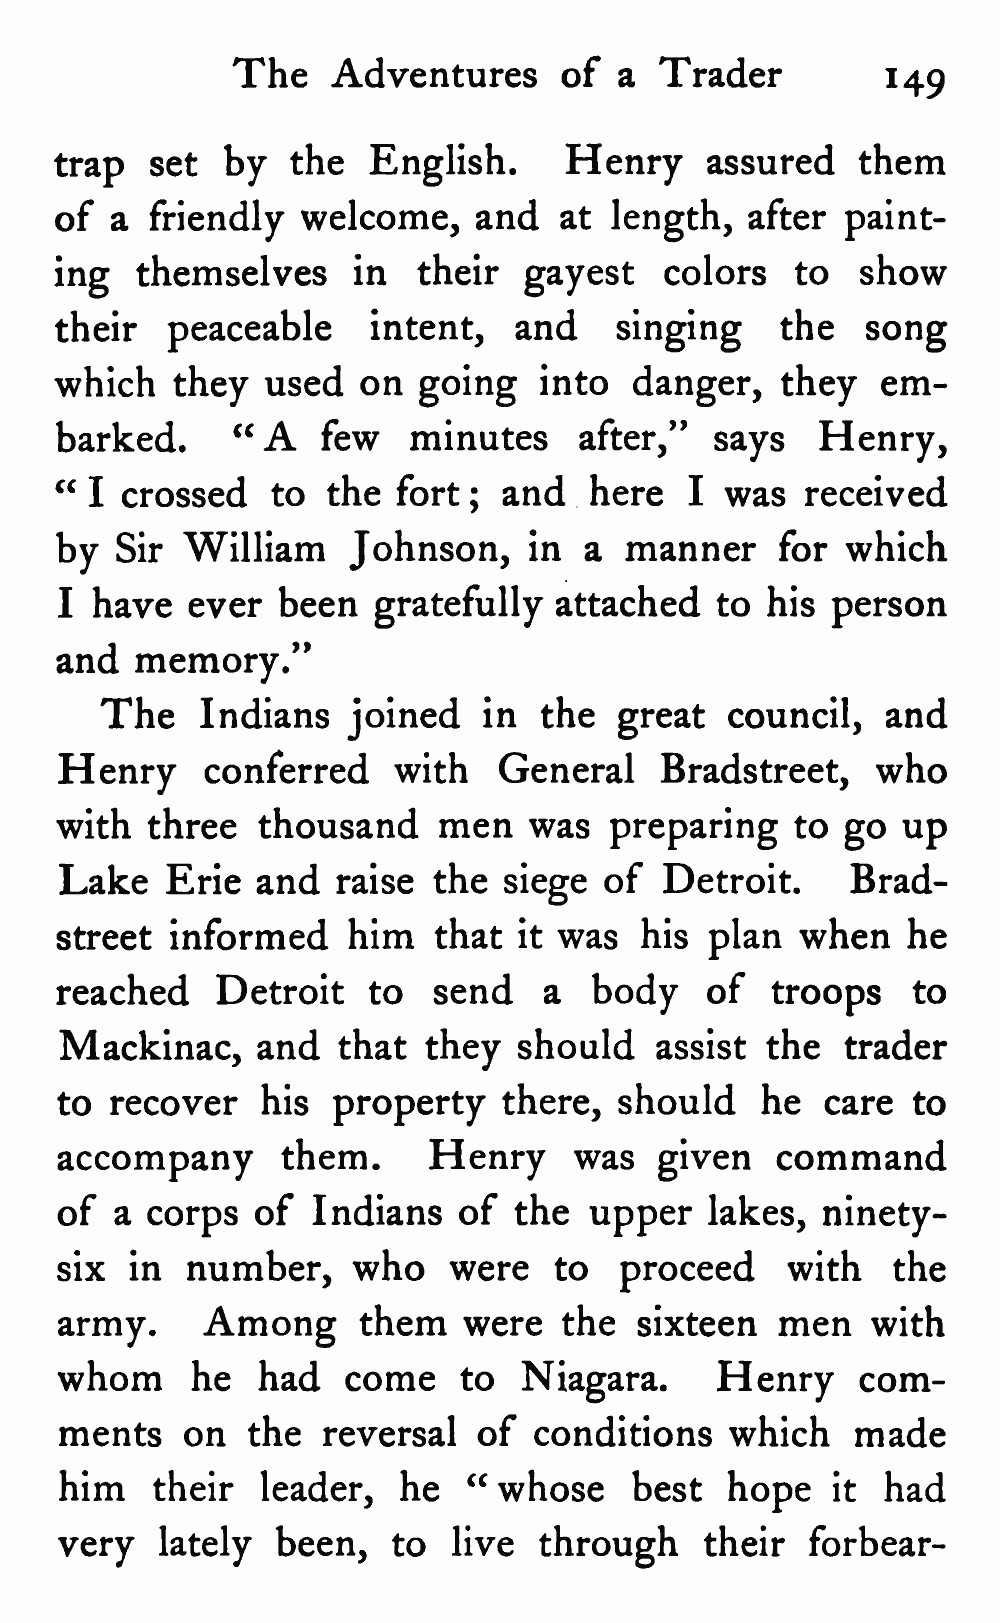 The Adventures of a Trader 149
trap set by the English. Henry assured them
of a friendly welcome, and at length, after paint-
ing themselves in their gayest colors to show
their peaceable intent, and singing the song
which they used on going into danger, they em-
barked. “ A few minutes after,” says Henry,
“ I crossed to the fort ; and here I was received
by Sir William Johnson, in a manner for which
I have ever been gratefully attached to his person
and memory.”
The Indians joined in the great council, and
Henry conferred with General Bradstreet, who
with three thousand men was preparing to go up
Lake Erie and raise the siege of Detroit. Brad-
street informed him that it was his plan when he
reached Detroit to send a body of troops to
Mackinac, and that they should assist the trader
to recover his property there, should he care to
accompany them. Henry was given command
of a corps of Indians of the upper lakes, ninety-
six in number, who were to proceed with the
army. Among them were the sixteen men with
whom he had come to Niagara. Henry com-
ments on the reversal of conditions which made
him their leader, he “ whose best hope it had
very lately been, to live through their forbear-